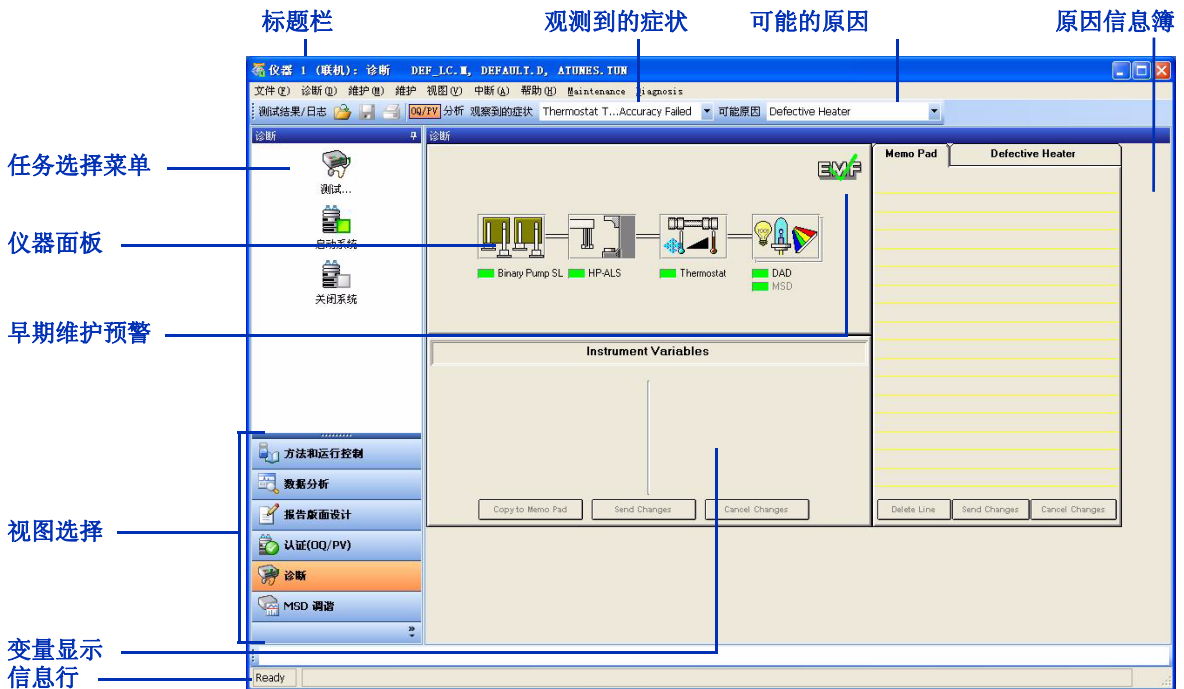 标题栏
观测到的症状
可能的原因
原因信息簿
仪器 1 (联机): 诊断 DEF_LC.M, DEFAULT.D, ATUNES.TUN
文件(F) 诊断(D) 维护(M) 维护 视图(V) 中断(A) 帮助(H) Maintenance Diagnosis
测试结果/日志 OQ/PV 分析 观察到的症状 Thermostat T...Accuracy Failed 可能原因 Defective Heater
诊断
诊断
任务选择菜单
测试...
启动系统
关闭系统
EMF
Memo Pad
Defective Heater
仪器面板
Binary Pump SL
HP-ALS
Thermostat
DAD
MSD
早期维护预警
Instrument Variables
Copy to Memo Pad
Send Changes
Cancel Changes
Delete Line
Send Changes
Cancel Changes
视图选择
方法和运行控制
数据分析
报告版面设计
认证(OQ/PV)
诊断
MSD 调谐
变量显示
信息行
Ready